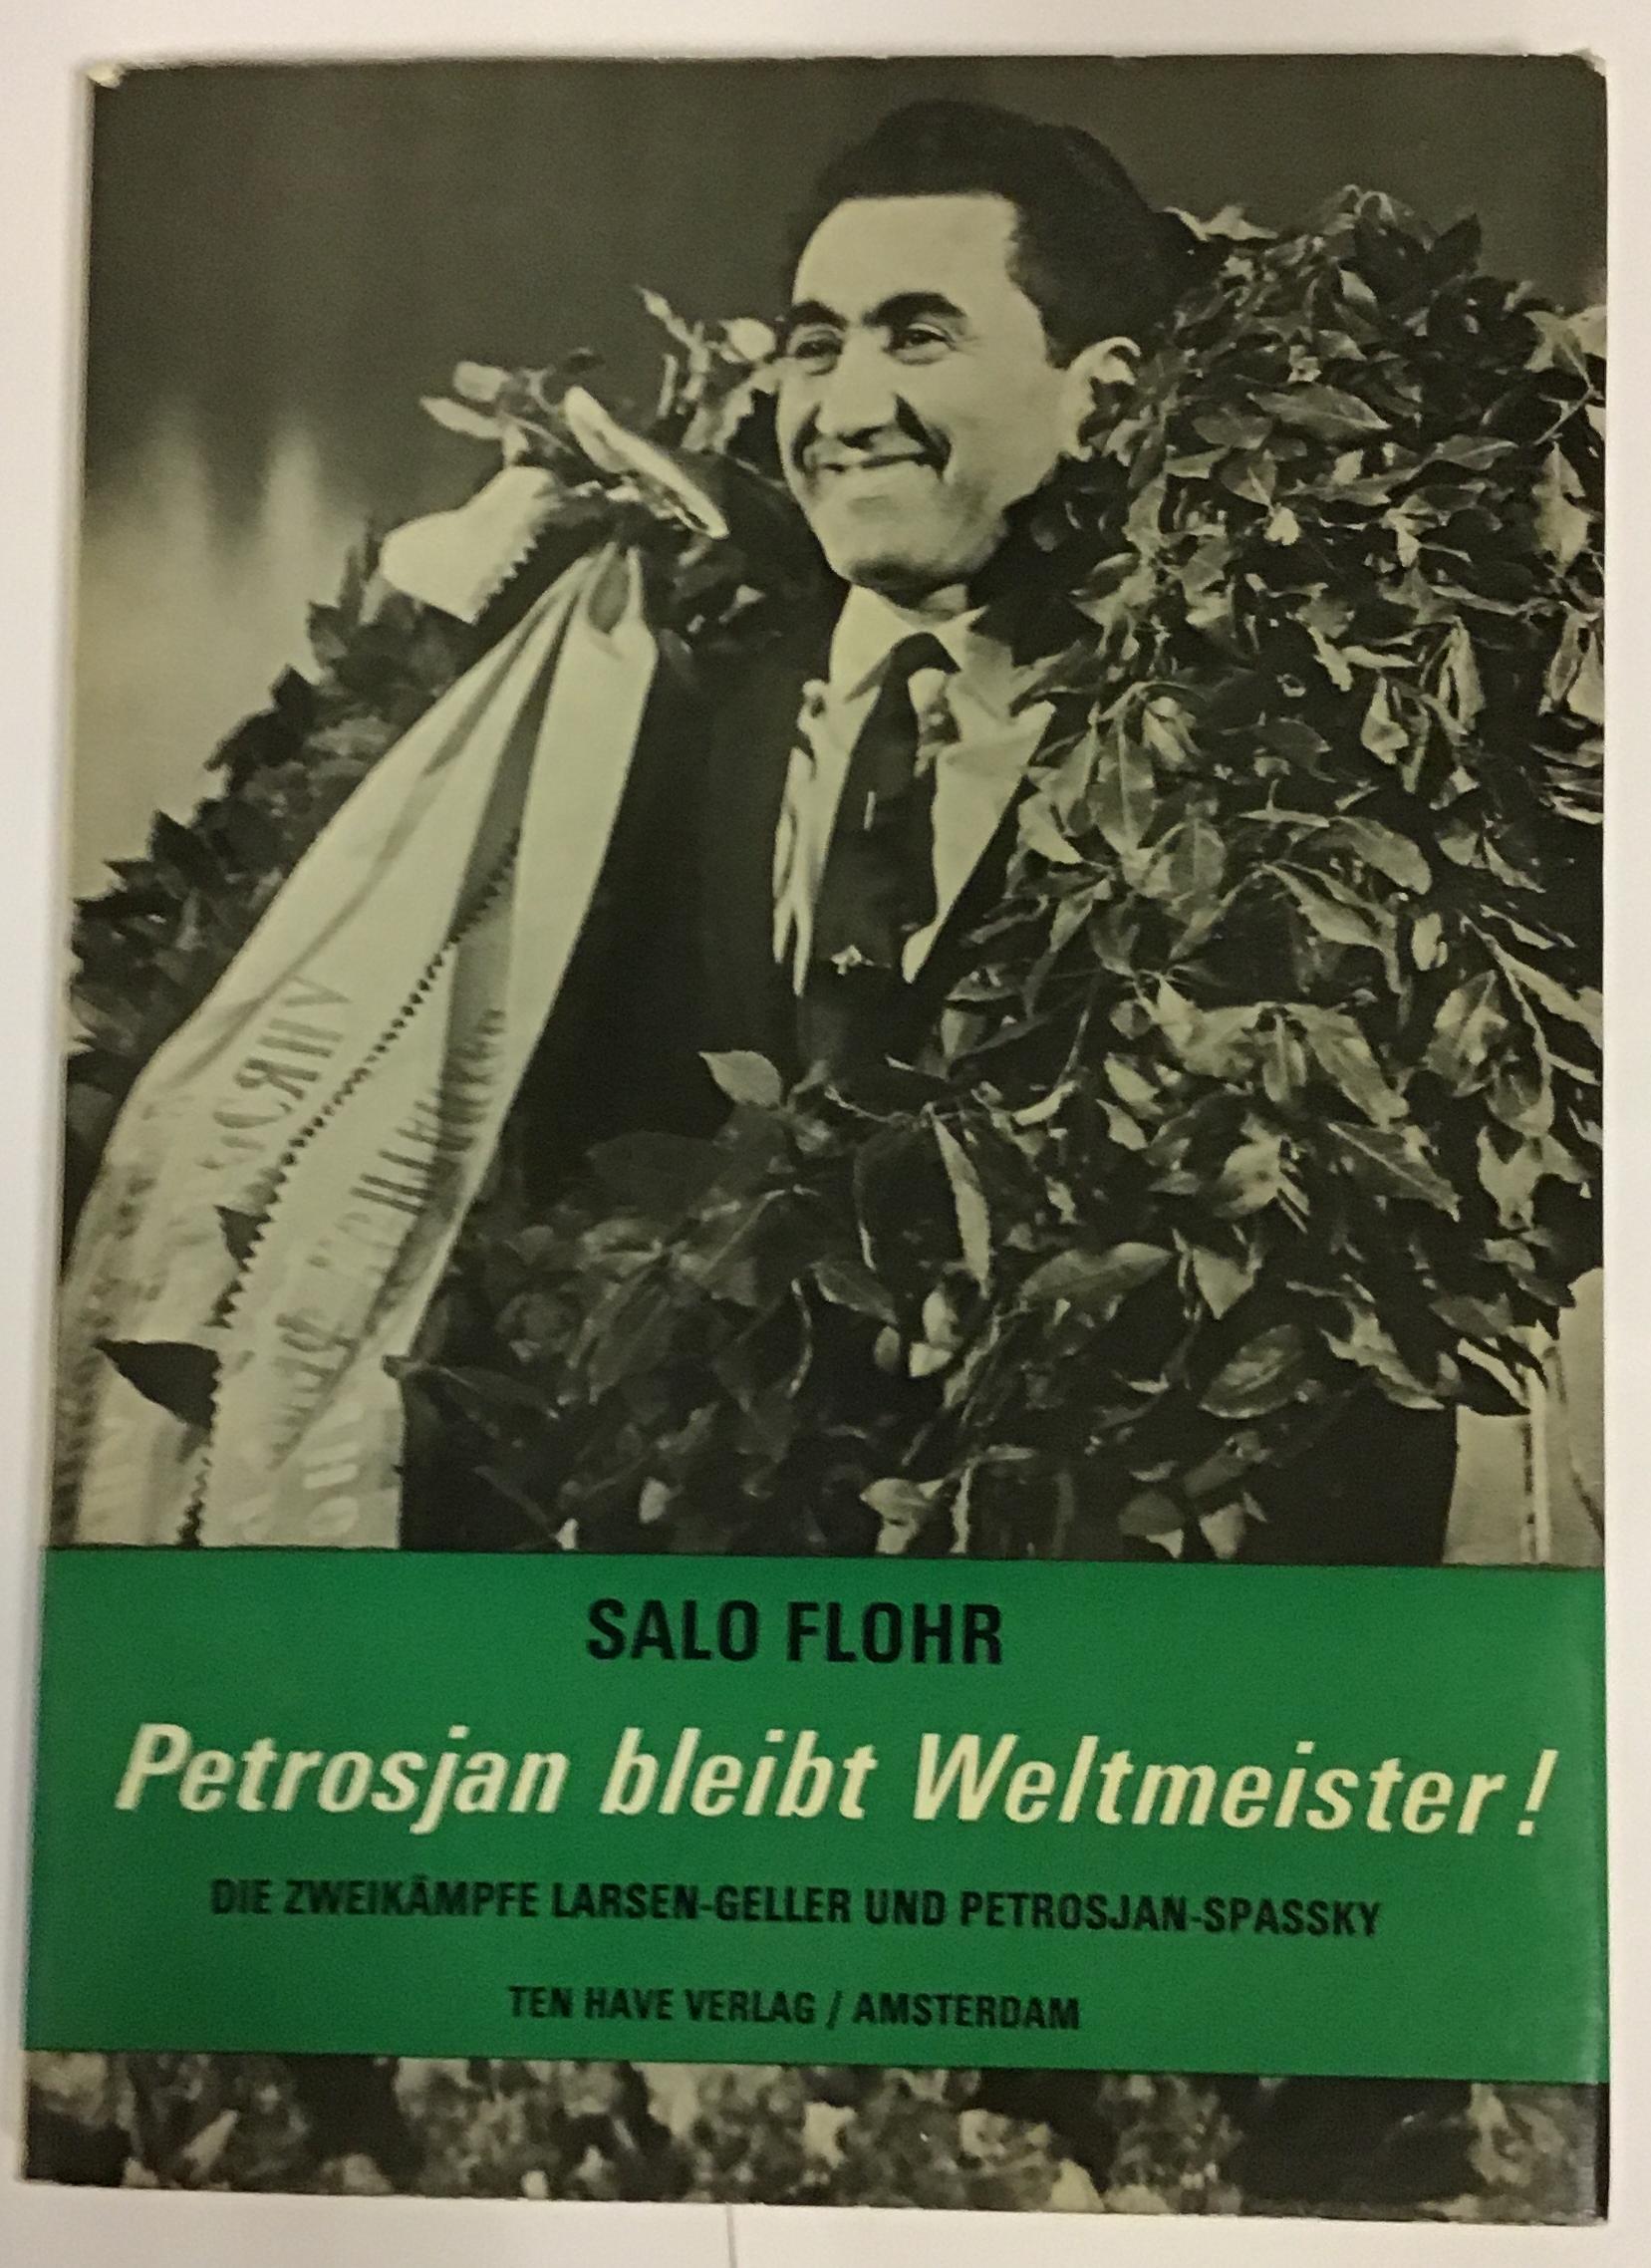 SALO FLOHR
Petrosjan bleibt Weltmeister!
DIE ZWEIKÄMPFE LARSEN-GELLER UND PETROSJAN-SPASSKY
TEN HAVE VERLAG / AMSTERDAM